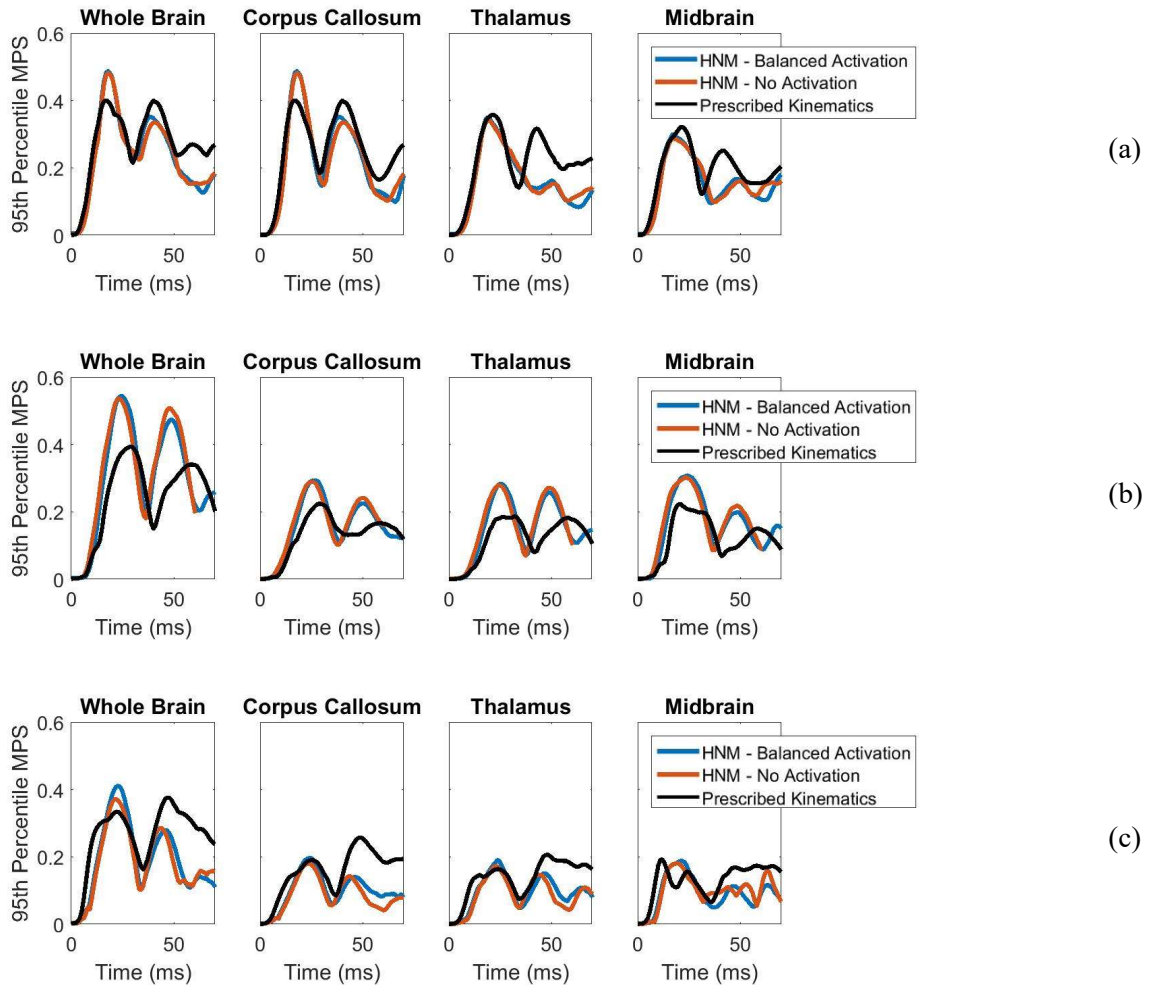 Whole Brain Corpus Callosum Thalamus Midbrain
0.6
HNM - Balanced Activation
HNM - No Activation
Prescribed Kinematics
0.4
(a)
0.2
0
95th Percentile MPS
0 50 0 50 0 50 0 50
Time (ms) Time (ms) Time (ms) Time (ms)
Whole Brain Corpus Callosum Thalamus Midbrain
0.6
HNM - Balanced Activation
HNM - No Activation
Prescribed Kinematics
0.4
(b)
0.2
0
95th Percentile MPS
0 50 0 50 0 50 0 50
Time (ms) Time (ms) Time (ms) Time (ms)
Whole Brain Corpus Callosum Thalamus Midbrain
0.6
HNM - Balanced Activation
HNM - No Activation
Prescribed Kinematics
0.4
(c)
0.2
0
95th Percentile MPS
0 50 0 50 0 50 0 50
Time (ms) Time (ms) Time (ms) Time (ms)